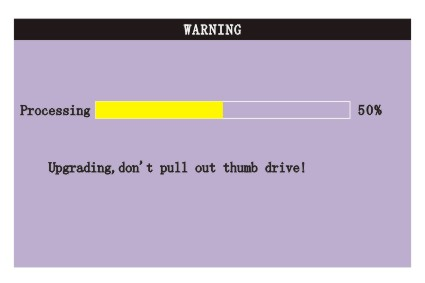 WARNING
Processing 50%
Upgrading,don't pull out thumb drive!